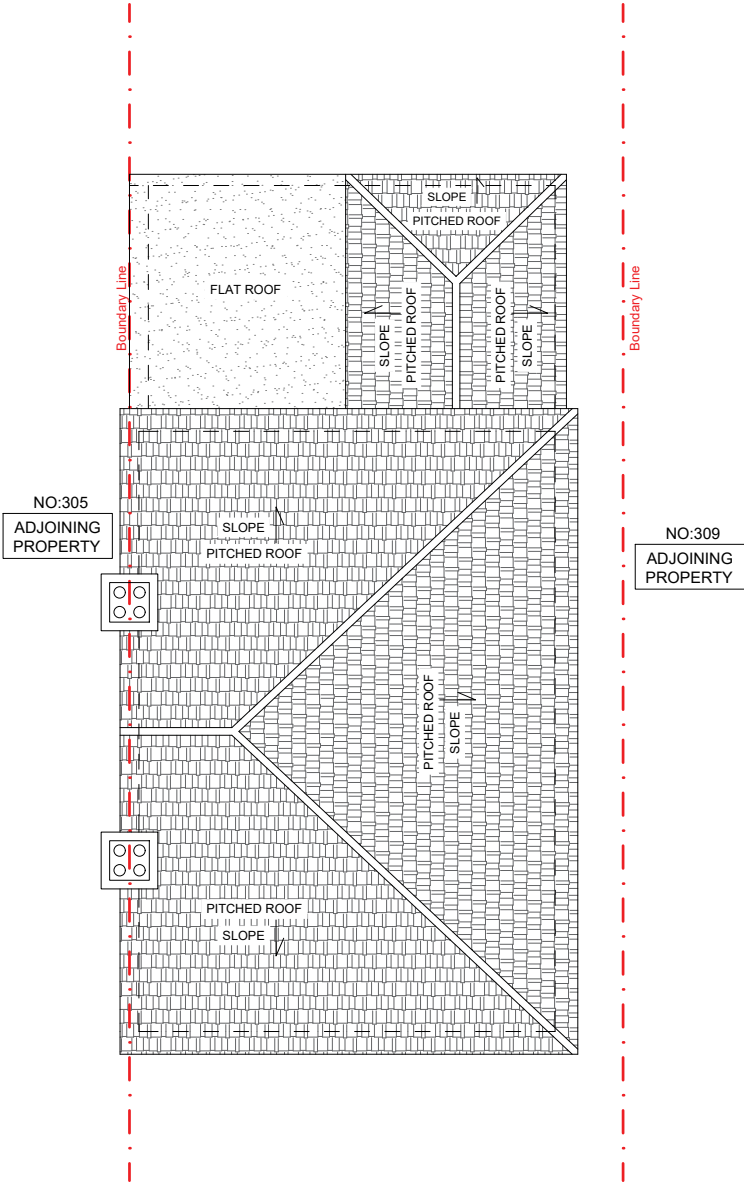 SLOPE
PITCHED ROOF
FLAT ROOF
Boundary Line
Boundary Line
SLOPE
PITCHED ROOF
PITCHED ROOF
SLOPE
NO:305
ADJOINING
PROPERTY
SLOPE
PITCHED ROOF
NO:309
ADJOINING
PROPERTY
PITCHED ROOF
SLOPE
PITCHED ROOF
SLOPE